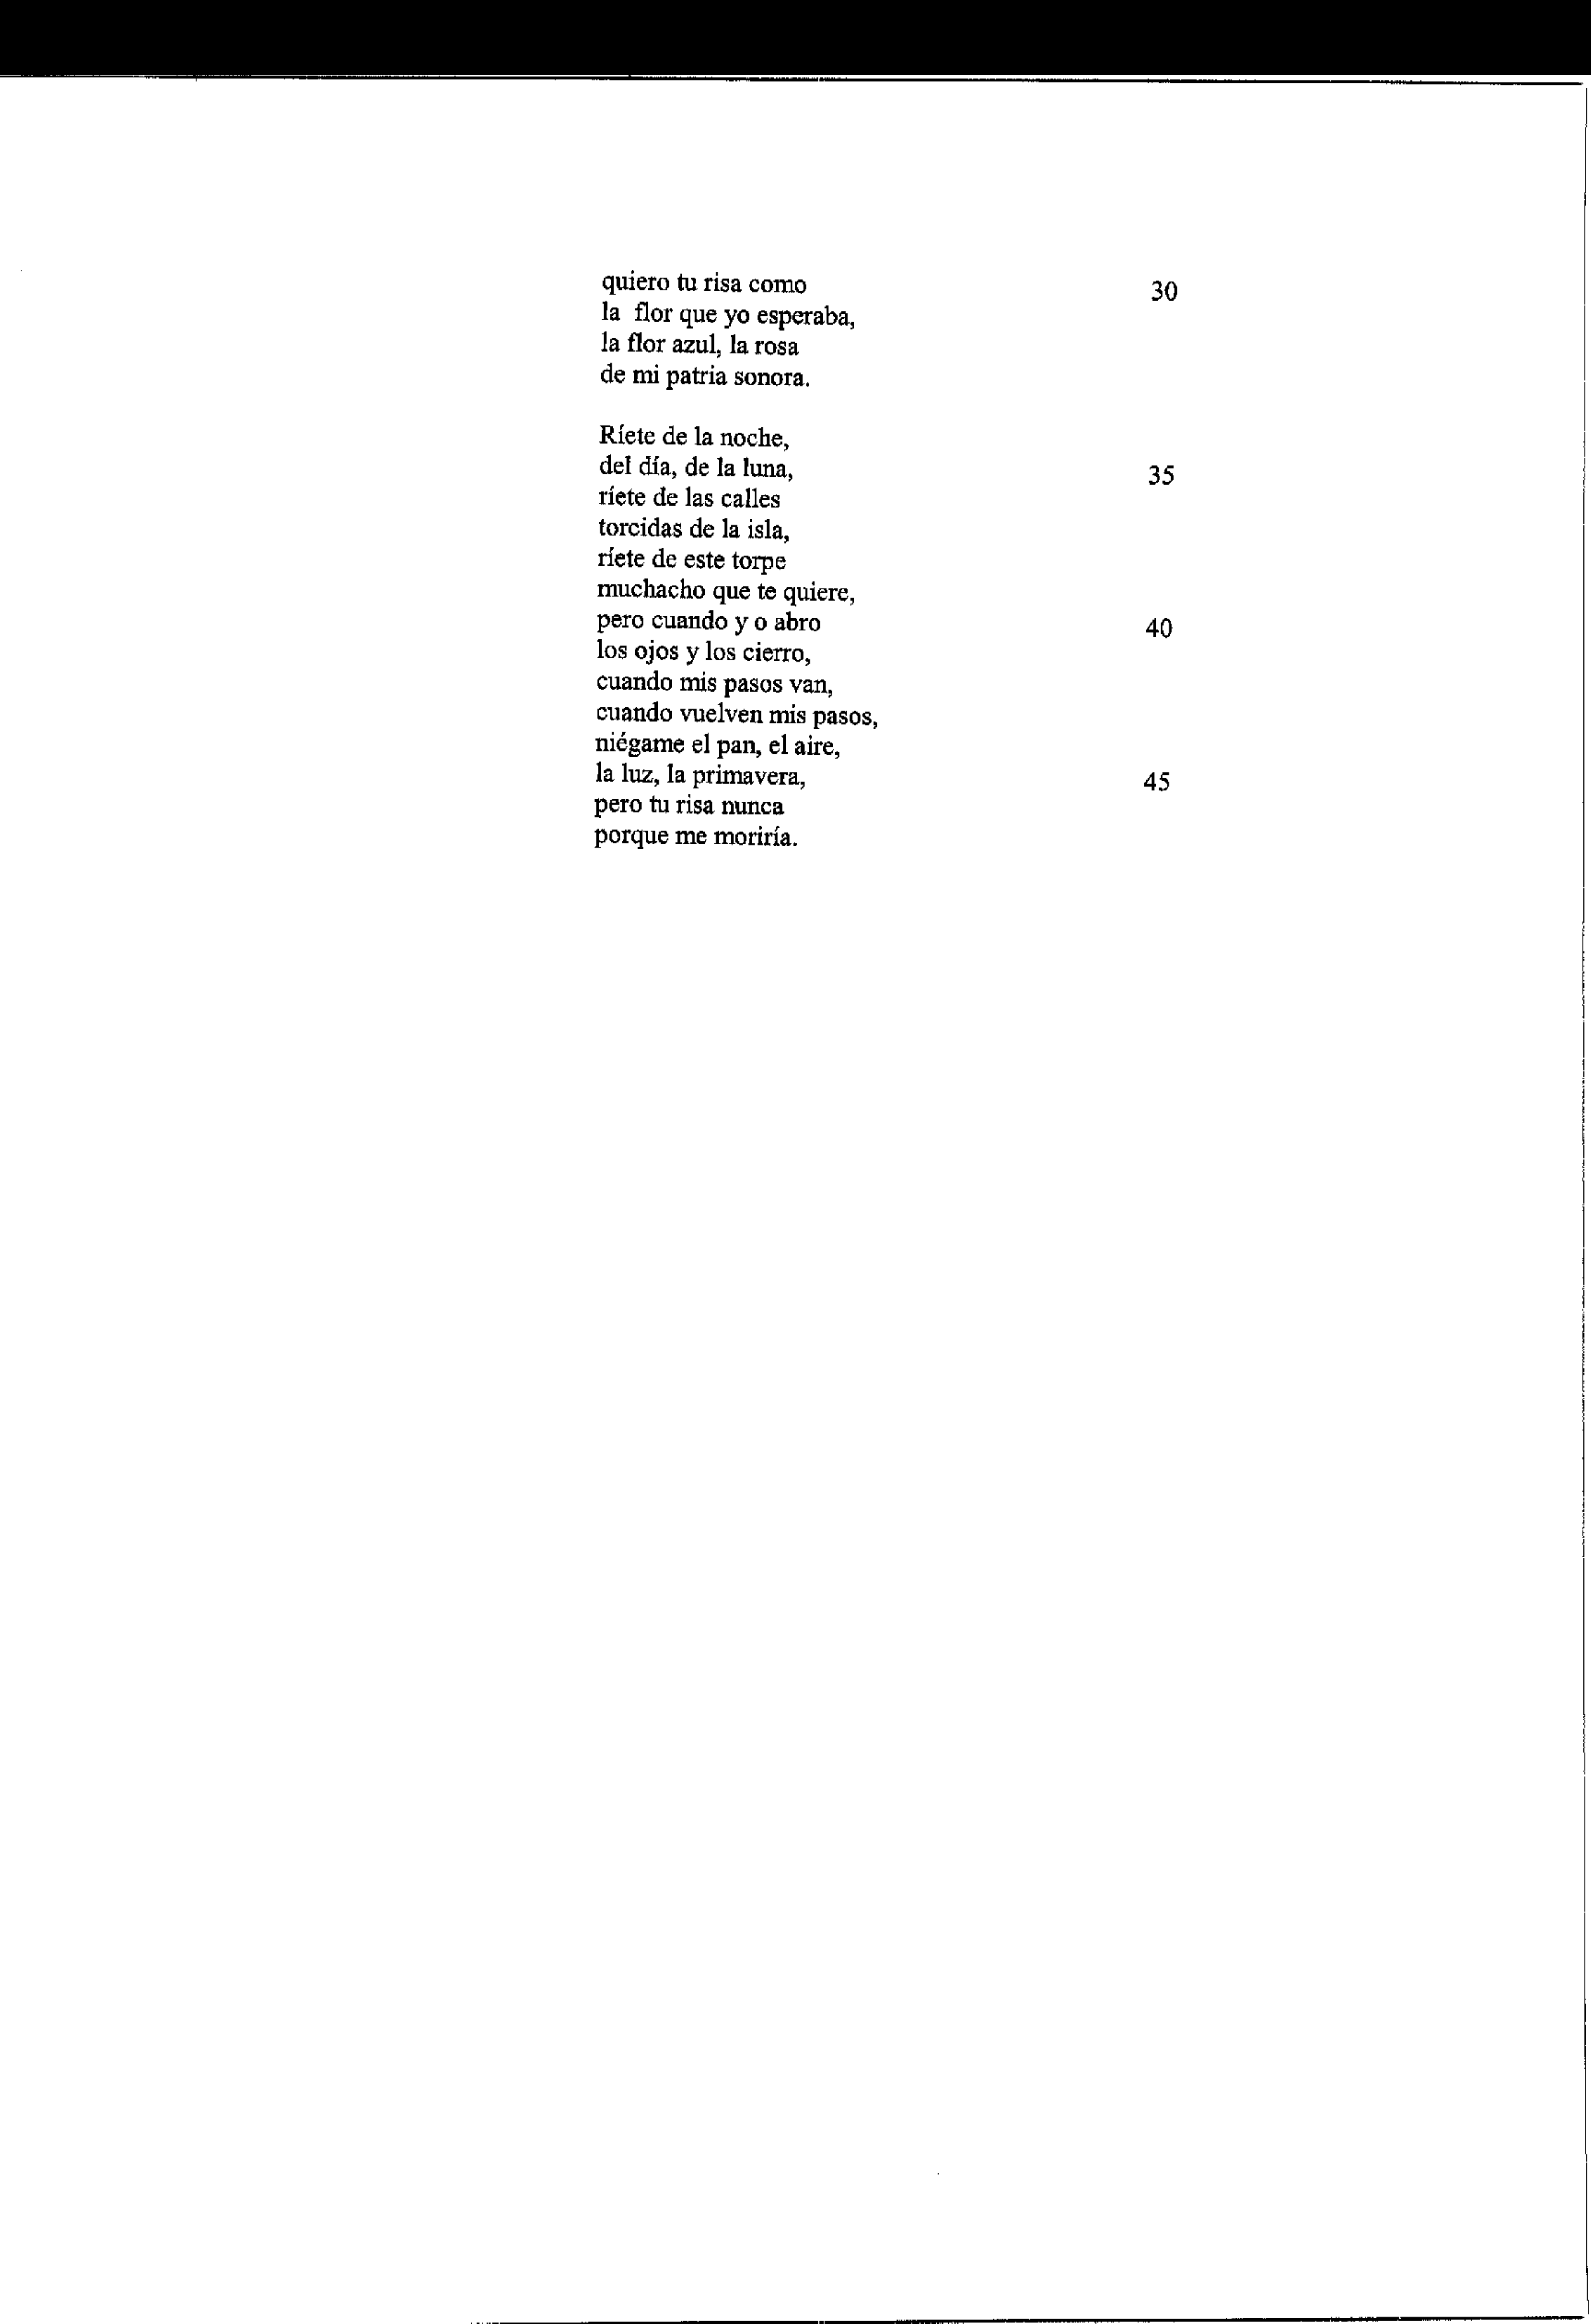 quiero tu risa como 30
la flor que yo esperaba,
la flor azul, la rosa
de mi patria sonora.

Ríete de la noche,
del día, de la luna, 35
ríete de las calles
torcidas de la isla,
ríete de este torpe
muchacho que te quiere,
pero cuando y o abro 40
los ojos y los cierro,
cuando mis pasos van,
cuando vuelven mis pasos,
niégame el pan, el aire,
la luz, la primavera, 45
pero tu risa nunca
porque me moriría.